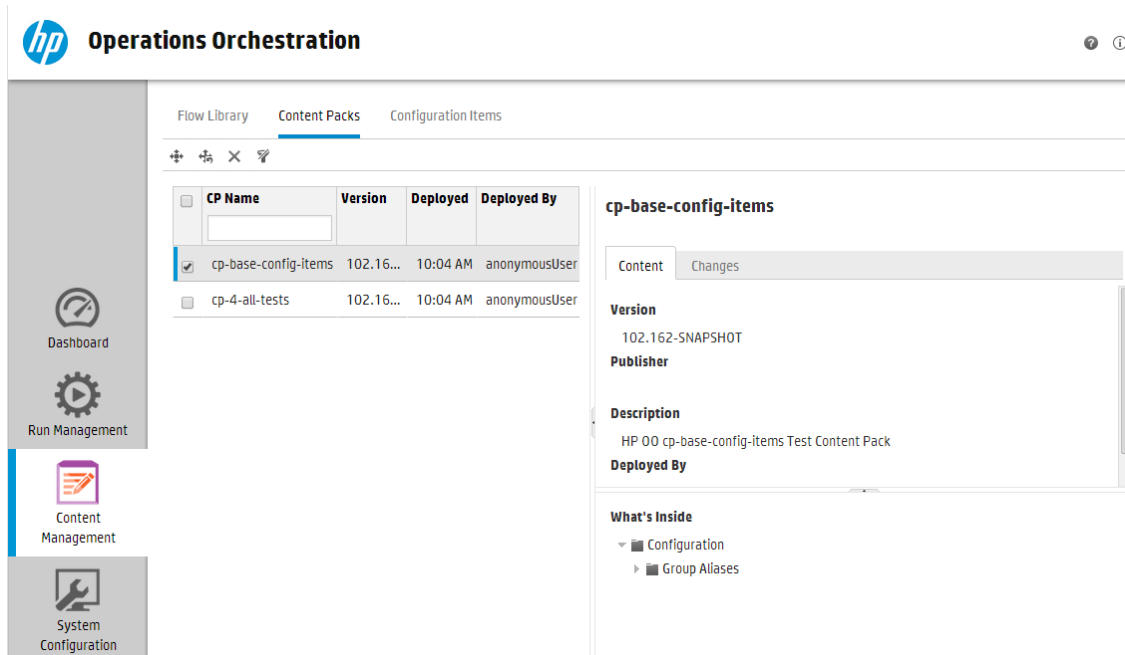 hp
Operations Orchestration
Flow Library Content Packs Configuration Items
CP Name Version Deployed Deployed By
cp-base-config-items 102.16... 10:04 AM anonymousUser
cp-4-all-tests 102.16... 10:04 AM anonymousUser
cp-base-config-items
Content Changes
Version
102.162-SNAPSHOT
Publisher
Description
HP OO cp-base-config-items Test Content Pack
Deployed By
What's Inside
Configuration
Group Aliases
Dashboard
Run Management
Content
Management
System
Configuration